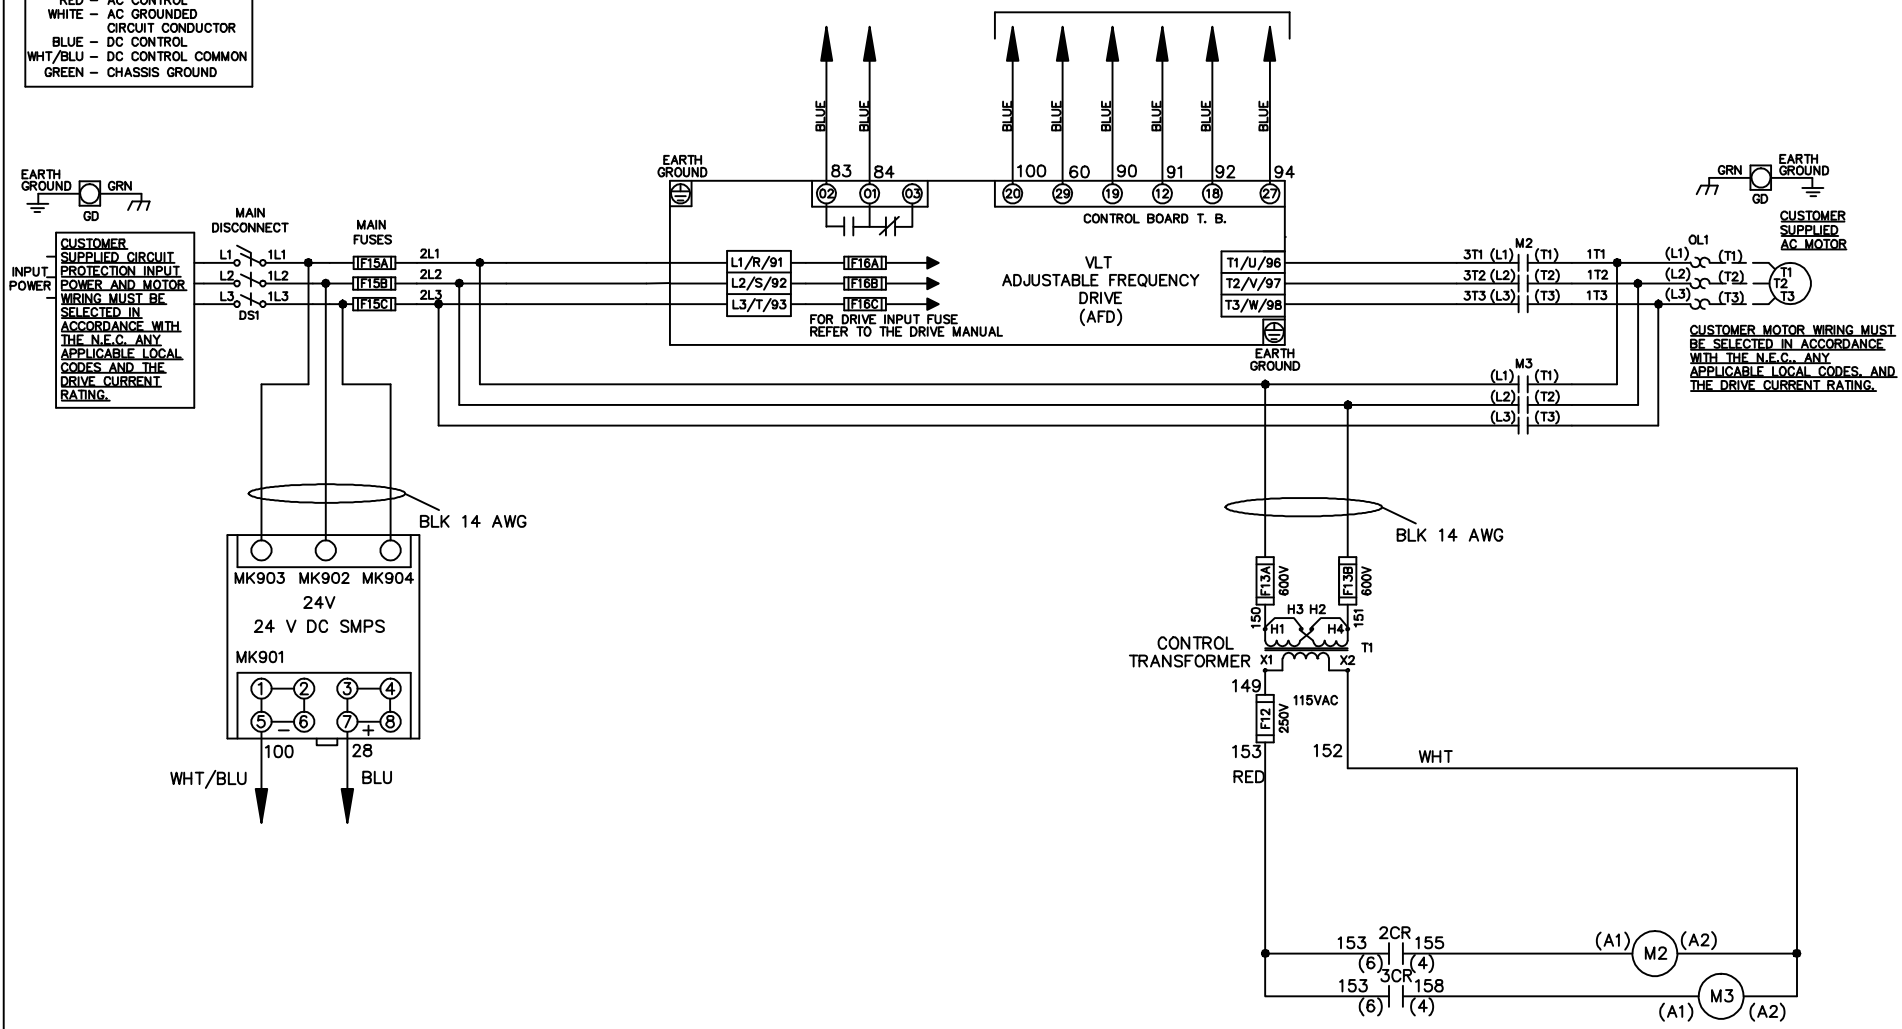 RED – AC CONTROL
WHITE – AC GROUNDED
CIRCUIT CONDUCTOR
BLUE – DC CONTROL
WHT/BLU – DC CONTROL COMMON
GREEN – CHASSIS GROUND
BLUE
BLUE
BLUE
BLUE
BLUE
BLUE
BLUE
BLUE
EARTH
GROUND
GRN
GD
EARTH
GROUND
83
84
100
60
90
91
92
94
02
01
03
20
29
19
12
18
27
CONTROL BOARD T. B.
GRN
EARTH
GROUND
GD
CUSTOMER
SUPPLIED
AC MOTOR
MAIN
DISCONNECT
MAIN
FUSES
INPUT
POWER
CUSTOMER
SUPPLIED CIRCUIT
PROTECTION INPUT
POWER AND MOTOR
WIRING MUST BE
SELECTED IN
ACCORDANCE WITH
THE N.E.C. ANY
APPLICABLE LOCAL
CODES AND THE
DRIVE CURRENT
RATING.
L1 1L1 F15A 2L1
L2 1L2 F15B 2L2
L3 1L3 F15C 2L3
DS1
L1/R/91 F16A
L2/S/92 F16B
L3/T/93 F16C
FOR DRIVE INPUT FUSE
REFER TO THE DRIVE MANUAL
VLT
ADJUSTABLE FREQUENCY
DRIVE
(AFD)
T1/U/96
T2/V/97
T3/W/98
EARTH
GROUND
M2
3T1 (L1) (T1) 1T1
3T2 (L2) (T2) 1T2
3T3 (L3) (T3) 1T3
OL1
(L1) (T1)
(L2) (T2)
(L3) (T3)
T1
T2
T3
CUSTOMER MOTOR WIRING MUST
BE SELECTED IN ACCORDANCE
WITH THE N.E.C., ANY
APPLICABLE LOCAL CODES, AND
THE DRIVE CURRENT RATING.
M3
(L1) (T1)
(L2) (T2)
(L3) (T3)
BLK 14 AWG
MK903 MK902 MK904
24V
24 V DC SMPS
MK901
1 2 3 4
5 6 7 8
– +
100
28
WHT/BLU
BLU
BLK 14 AWG
F13A
600V
F13B
600V
150
151
H3 H2
H1
H4
T1
CONTROL
TRANSFORMER
X1
X2
149
115VAC
F12
250V
153
152
RED
WHT
2CR
153 155
(6) (4)
(A1) M2 (A2)
3CR
153 158
(6) (4)
(A1) M3 (A2)